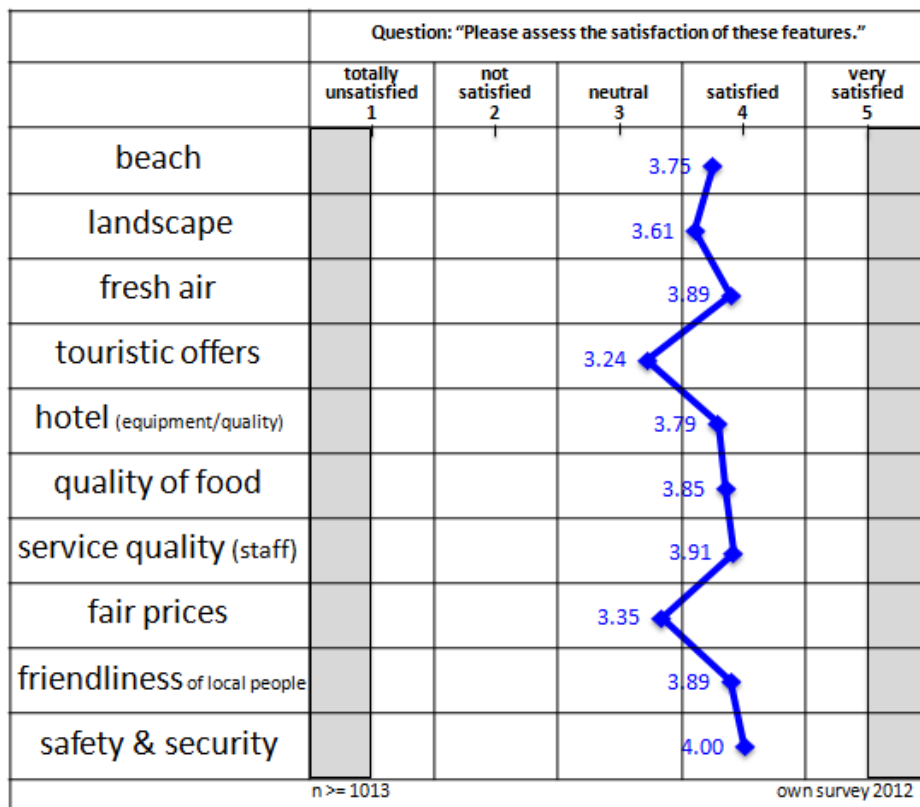 Question: “Please assess the satisfaction of these features.”
totally unsatisfied 1
not satisfied 2
neutral 3
satisfied 4
very satisfied 5
beach 3.75
landscape 3.61
fresh air 3.89
touristic offers 3.24
hotel (equipment/quality) 3.79
quality of food 3.85
service quality (staff) 3.91
fair prices 3.35
friendliness of local people 3.89
safety & security 4.00
n >= 1013 own survey 2012